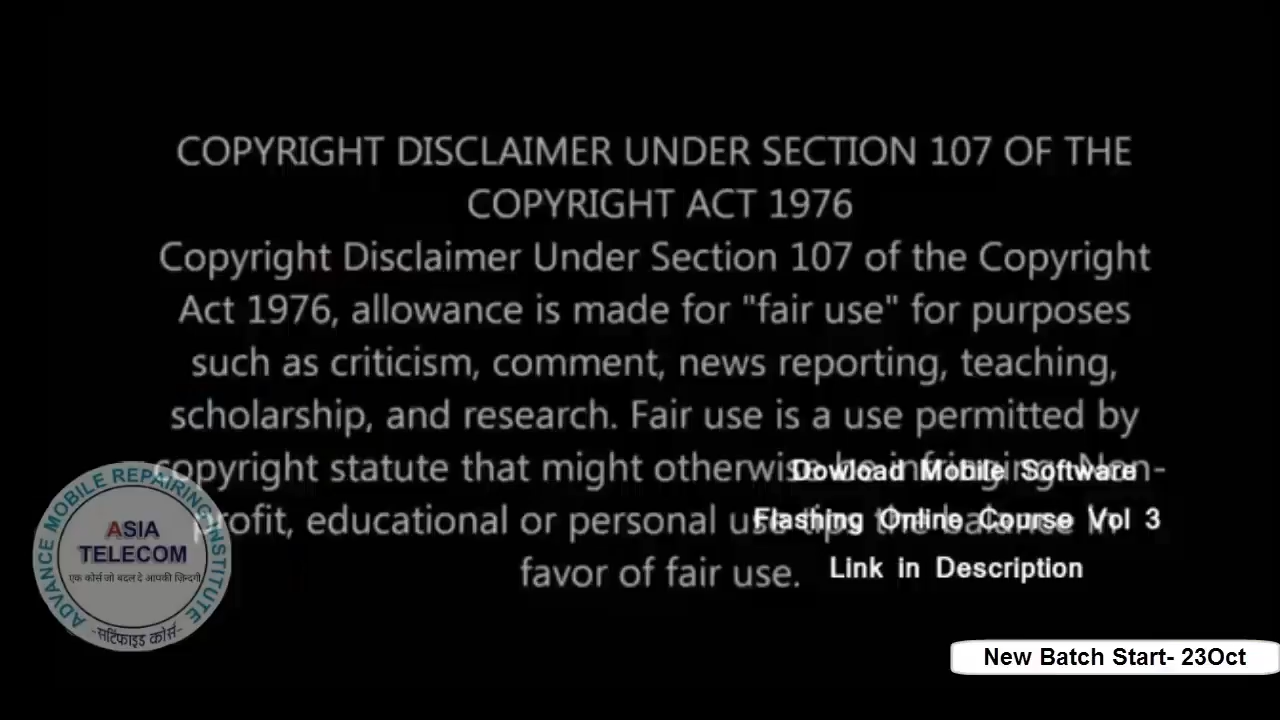 COPYRIGHT DISCLAIMER UNDER SECTION 107 OF THE
COPYRIGHT ACT 1976
Copyright Disclaimer Under Section 107 of the Copyright
Act 1976, allowance is made for "fair use" for purposes
such as criticism, comment, news reporting, teaching,
scholarship, and research. Fair use is a use permitted by
copyright statute that might otherwise be infringing. Non-
profit, educational or personal use tips the balance in
favor of fair use.
Dowload Mobile Software
Flashing Online Course Vol 3
Link in Description
ADVANCE MOBILE REPAIRING INSTITUTE
ASIA
TELECOM
एक कोर्स जो बदल दे आपकी ज़िन्दगी
-सर्टिफाइड कोर्स-
New Batch Start- 23Oct